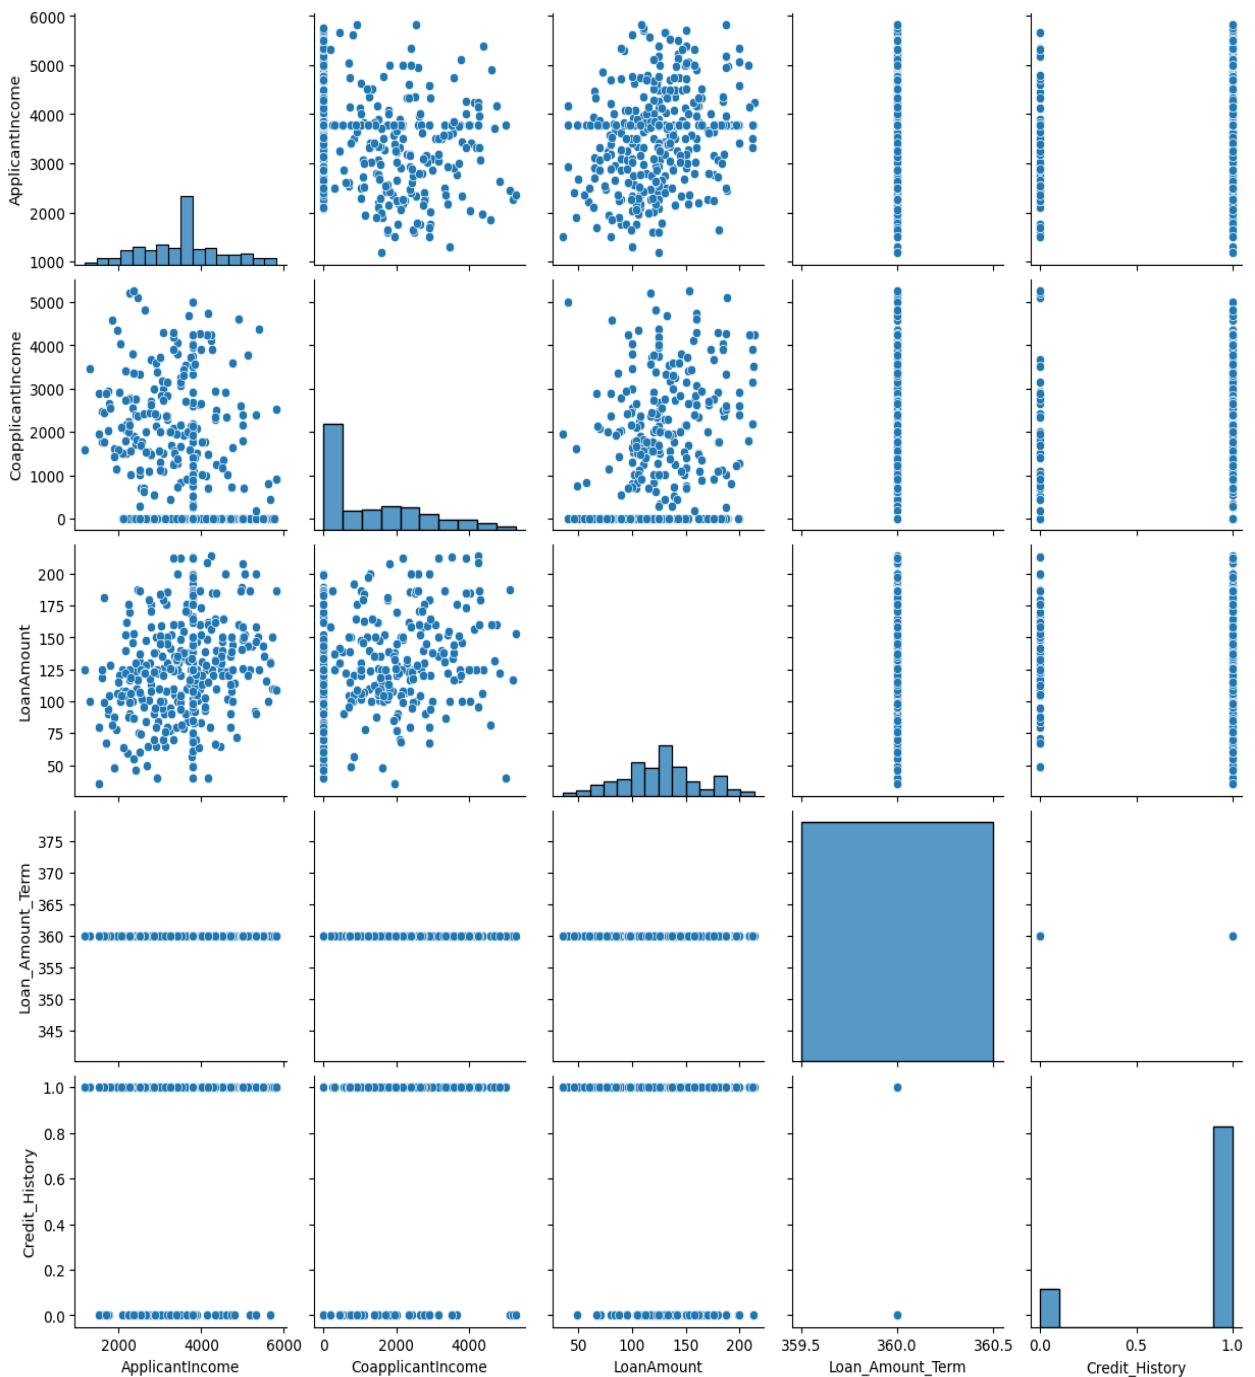 6000
5000
4000
3000
2000
1000
ApplicantIncome
5000
4000
3000
2000
1000
0
CoapplicantIncome
200
175
150
125
100
75
50
LoanAmount
375
370
365
360
355
350
345
Loan_Amount_Term
1.0
0.8
0.6
0.4
0.2
0.0
Credit_History
2000 4000 6000
ApplicantIncome
0 2000 4000
CoapplicantIncome
50 100 150 200
LoanAmount
359.5 360.0 360.5
Loan_Amount_Term
0.0 0.5 1.0
Credit_History